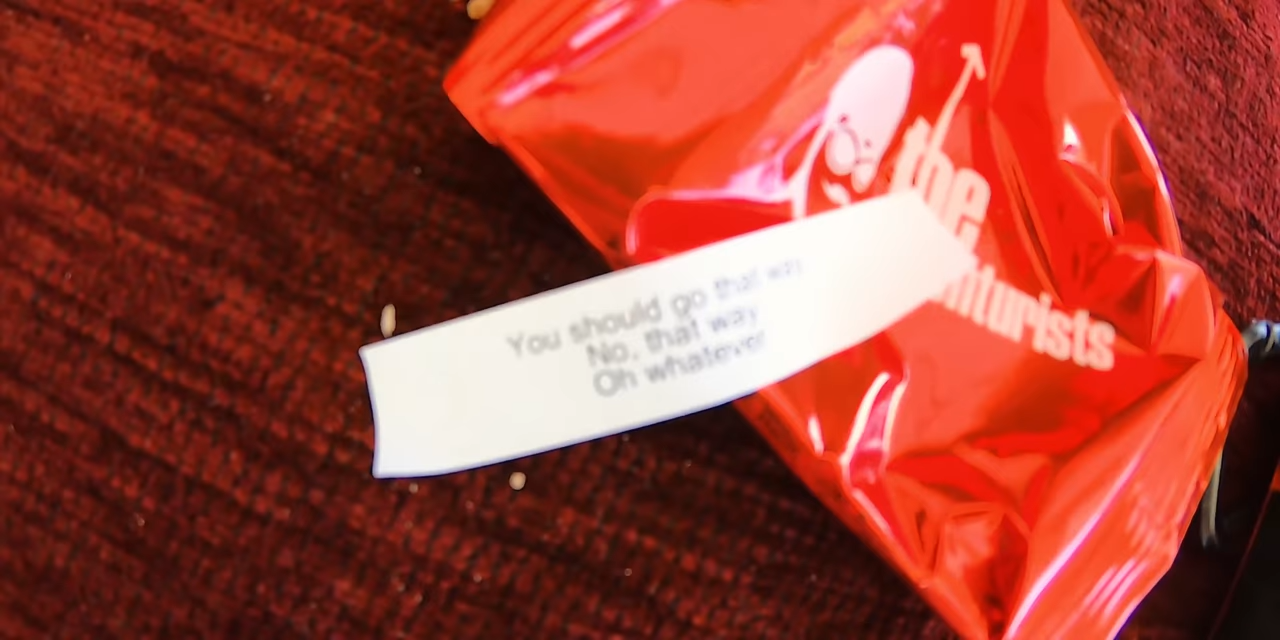 You should go that way
No, that way
Oh whatever
the